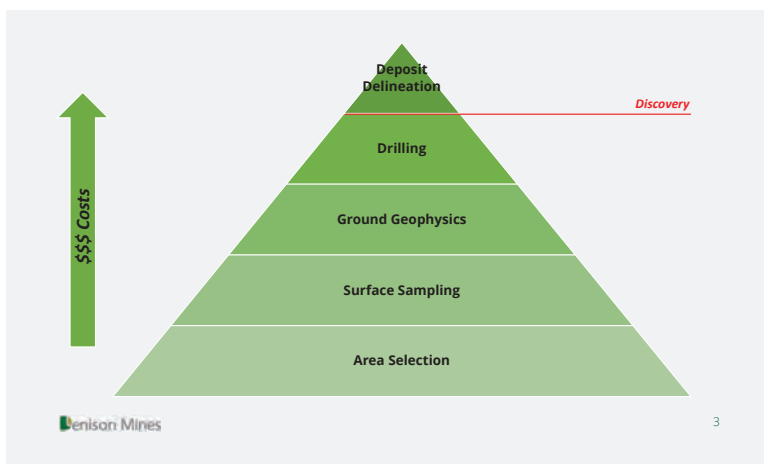 Deposit
Delineation
Discovery
Drilling
$$$ Costs
Ground Geophysics
Surface Sampling
Area Selection
Denison Mines
3